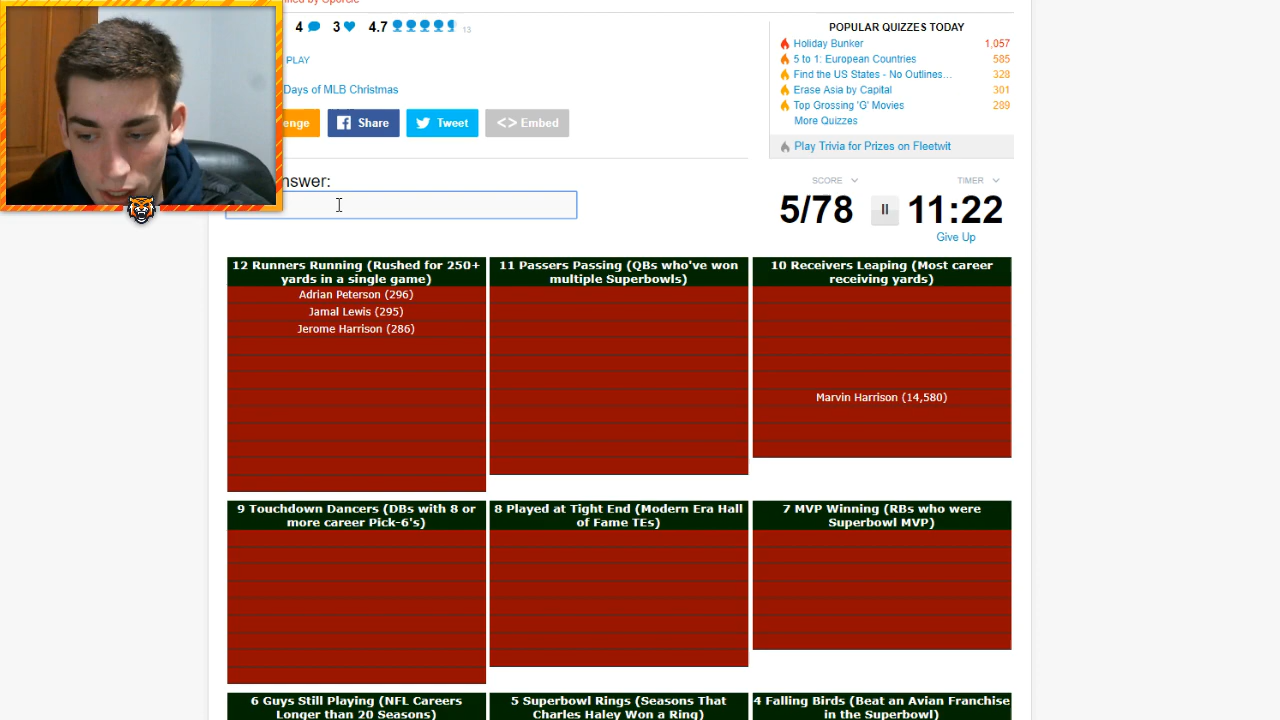 4 3 4.7 13
PLAY
Days of MLB Christmas
enge Share Tweet <> Embed
POPULAR QUIZZES TODAY
Holiday Bunker 1,057
5 to 1: European Countries 585
Find the US States - No Outlines... 328
Erase Asia by Capital 301
Top Grossing 'G' Movies 289
More Quizzes
Play Trivia for Prizes on Fleetwit
nswer:
SCORE TIMER
5/78 11:22
Give Up
12 Runners Running (Rushed for 250+
yards in a single game)
Adrian Peterson (296)
Jamal Lewis (295)
Jerome Harrison (286)
11 Passers Passing (QBs who've won
multiple Superbowls)
10 Receivers Leaping (Most career
receiving yards)
Marvin Harrison (14,580)
9 Touchdown Dancers (DBs with 8 or
more career Pick-6's)
8 Played at Tight End (Modern Era Hall
of Fame TEs)
7 MVP Winning (RBs who were
Superbowl MVP)
6 Guys Still Playing (NFL Careers
Longer than 20 Seasons)
5 Superbowl Rings (Seasons That
Charles Haley Won a Ring)
4 Falling Birds (Beat an Avian Franchise
in the Superbowl)